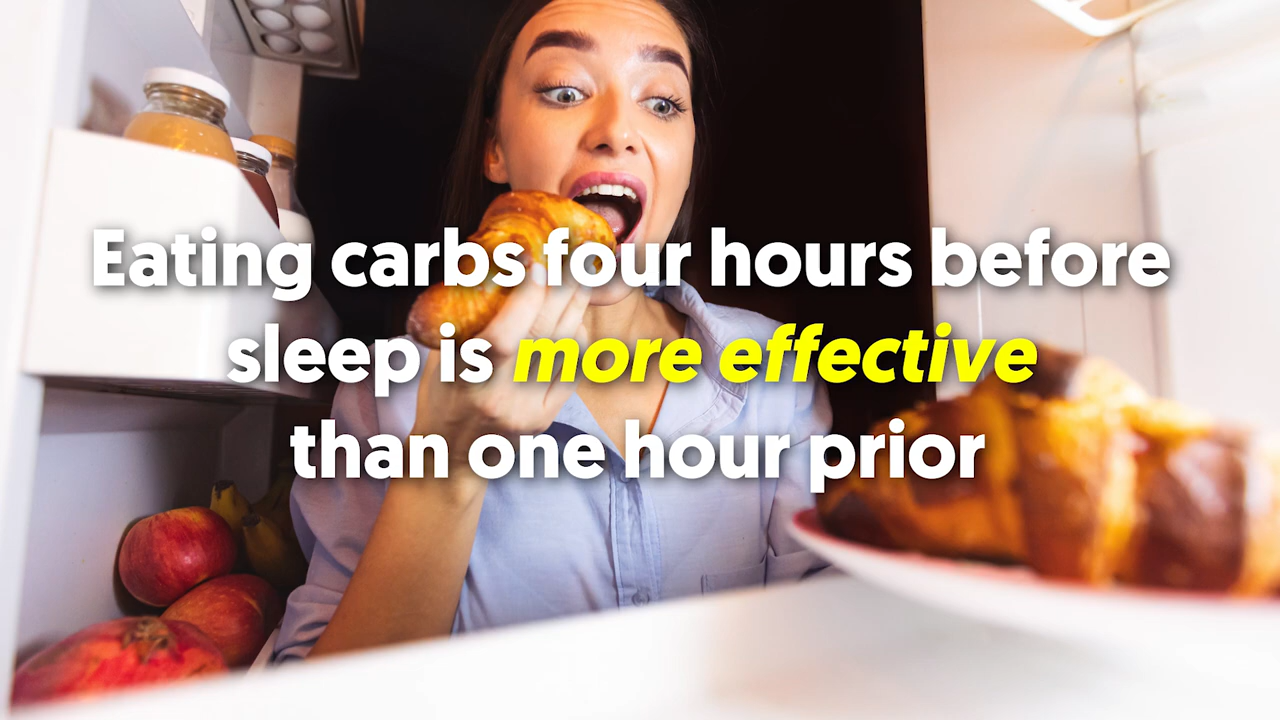 Eating carbs four hours before
sleep is more effective
than one hour prior